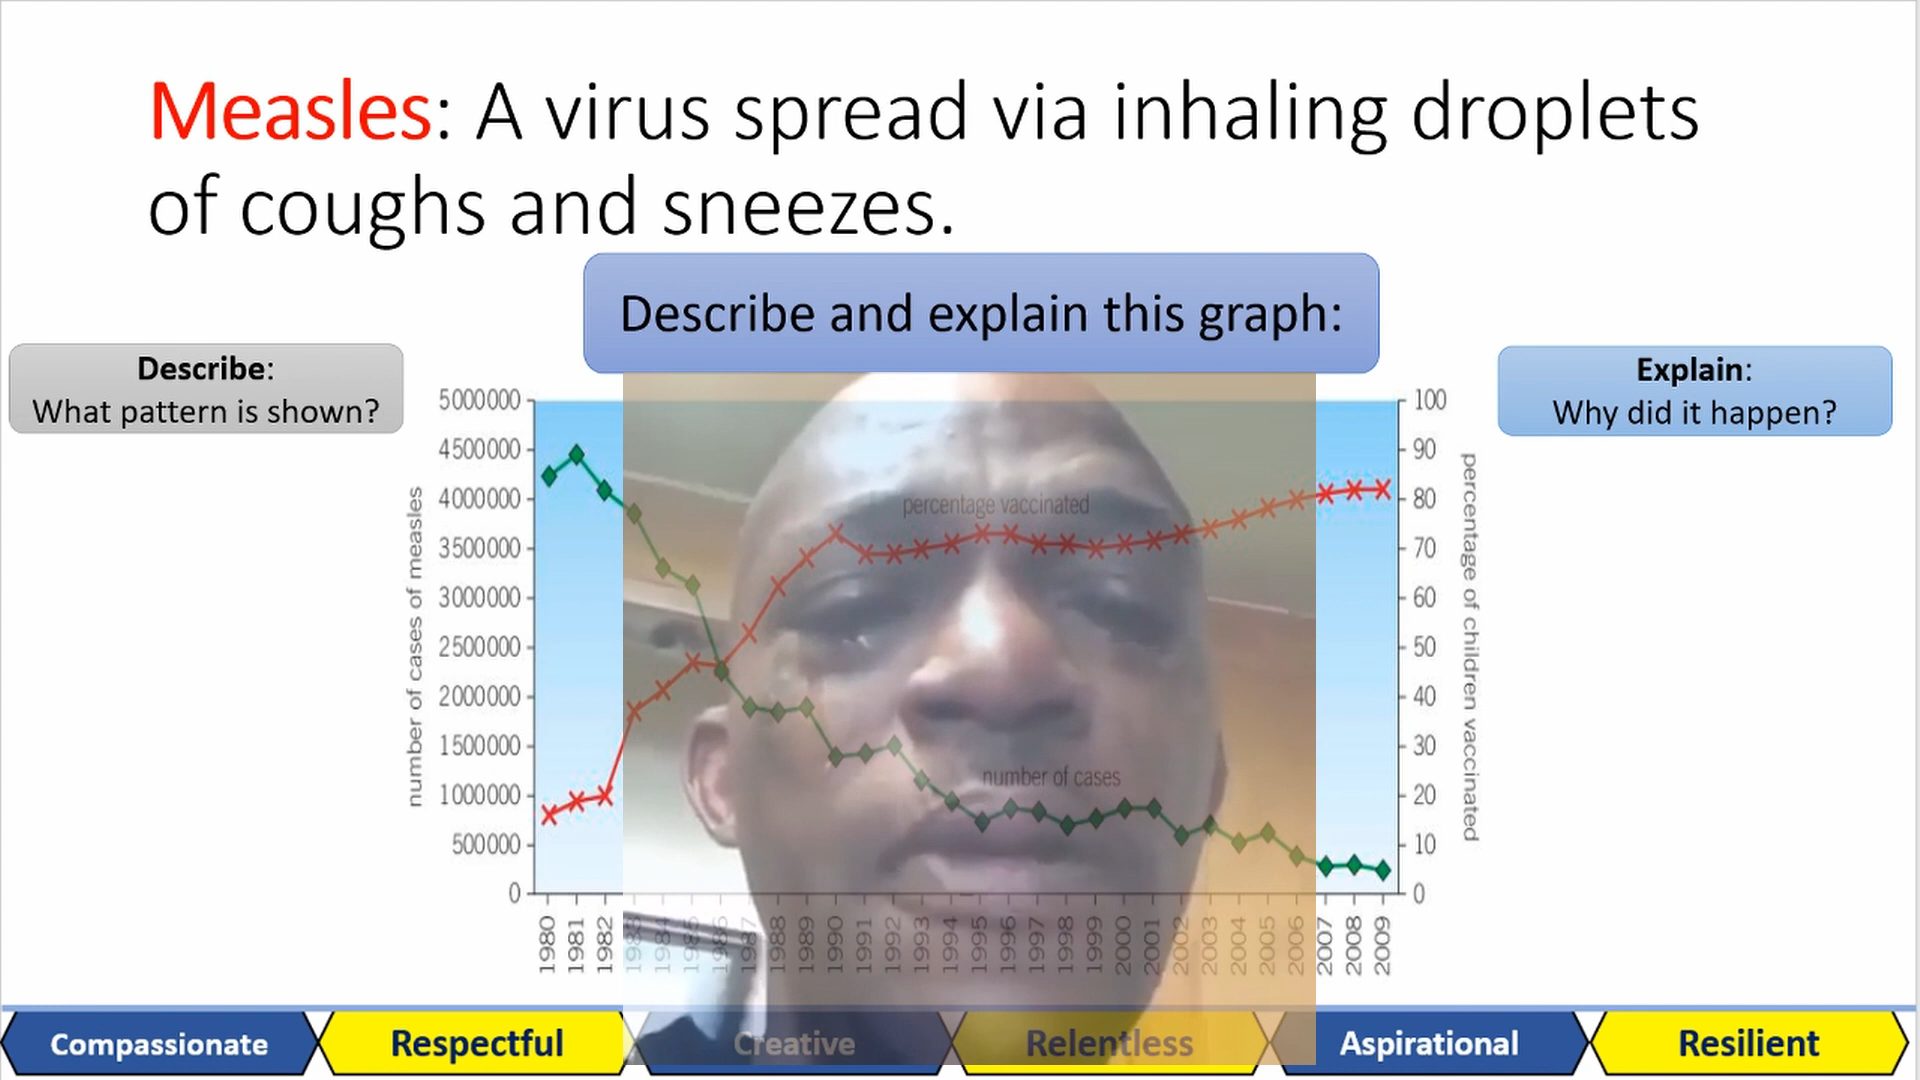 Measles: A virus spread via inhaling droplets
of coughs and sneezes.
Describe and explain this graph:
Describe:
What pattern is shown?
Explain:
Why did it happen?
number of cases of measles
5000000
4500000
4000000
3500000
3000000
2500000
2000000
1500000
1000000
500000
0
percentage vaccinated
number of cases
100
90
80
70
60
50
40
30
20
10
0
percentage of children vaccinated
1980 1981 1982 1983 1984 1985 1986 1987 1988 1989 1990 1991 1992 1993 1994 1995 1996 1997 1998 1999 2000 2001 2002 2003 2004 2005 2006 2007 2008 2009
Compassionate Respectful Creative Relentless Aspirational Resilient